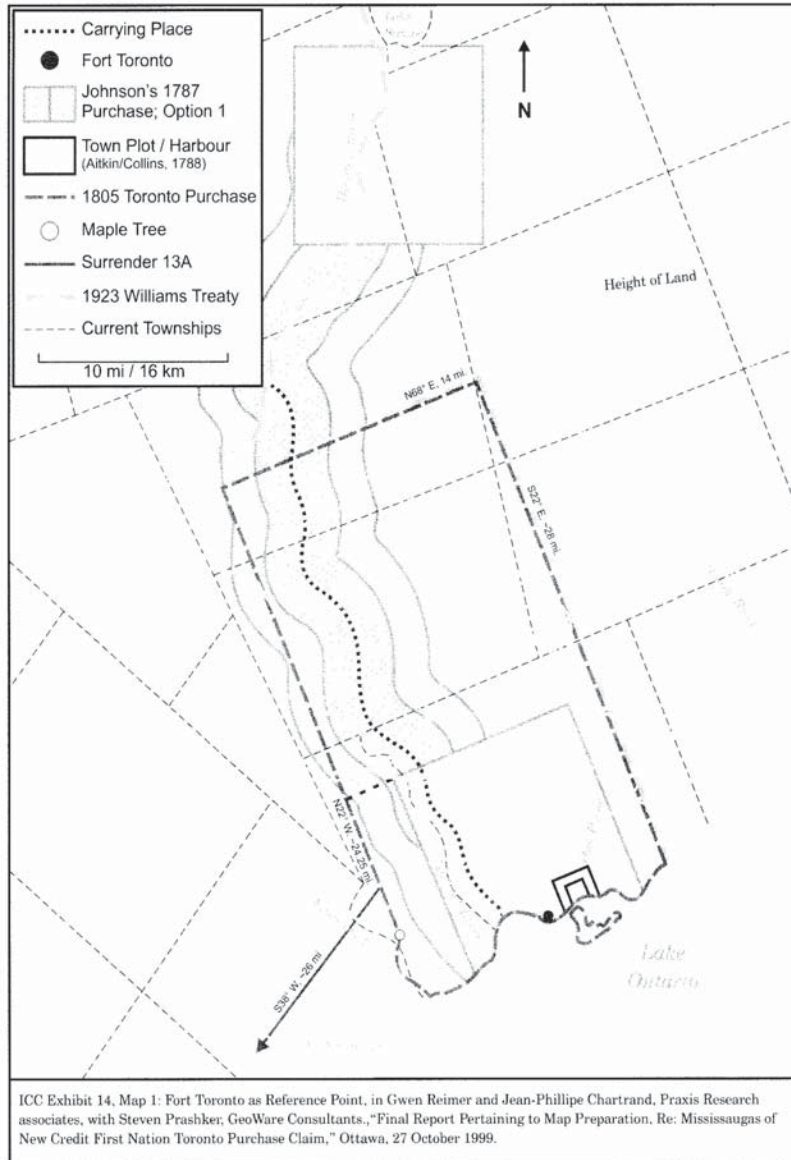 Carrying Place
Fort Toronto
Johnson's 1787
Purchase; Option 1
Town Plot / Harbour
(Aitkin/Collins, 1788)
1805 Toronto Purchase
Maple Tree
Surrender 13A
1923 Williams Treaty
Current Townships
10 mi / 16 km
N
Height of Land
N68° E, 14 mi.
S22° E, ~28 mi.
N22° W, ~24.25 mi.
S38° W, ~26 mi
Lake
Ontario
ICC Exhibit 14, Map 1: Fort Toronto as Reference Point, in Gwen Reimer and Jean-Phillipe Chartrand, Praxis Research
associates, with Steven Prashker, GeoWare Consultants.,"Final Report Pertaining to Map Preparation, Re: Mississaugas of
New Credit First Nation Toronto Purchase Claim," Ottawa, 27 October 1999.